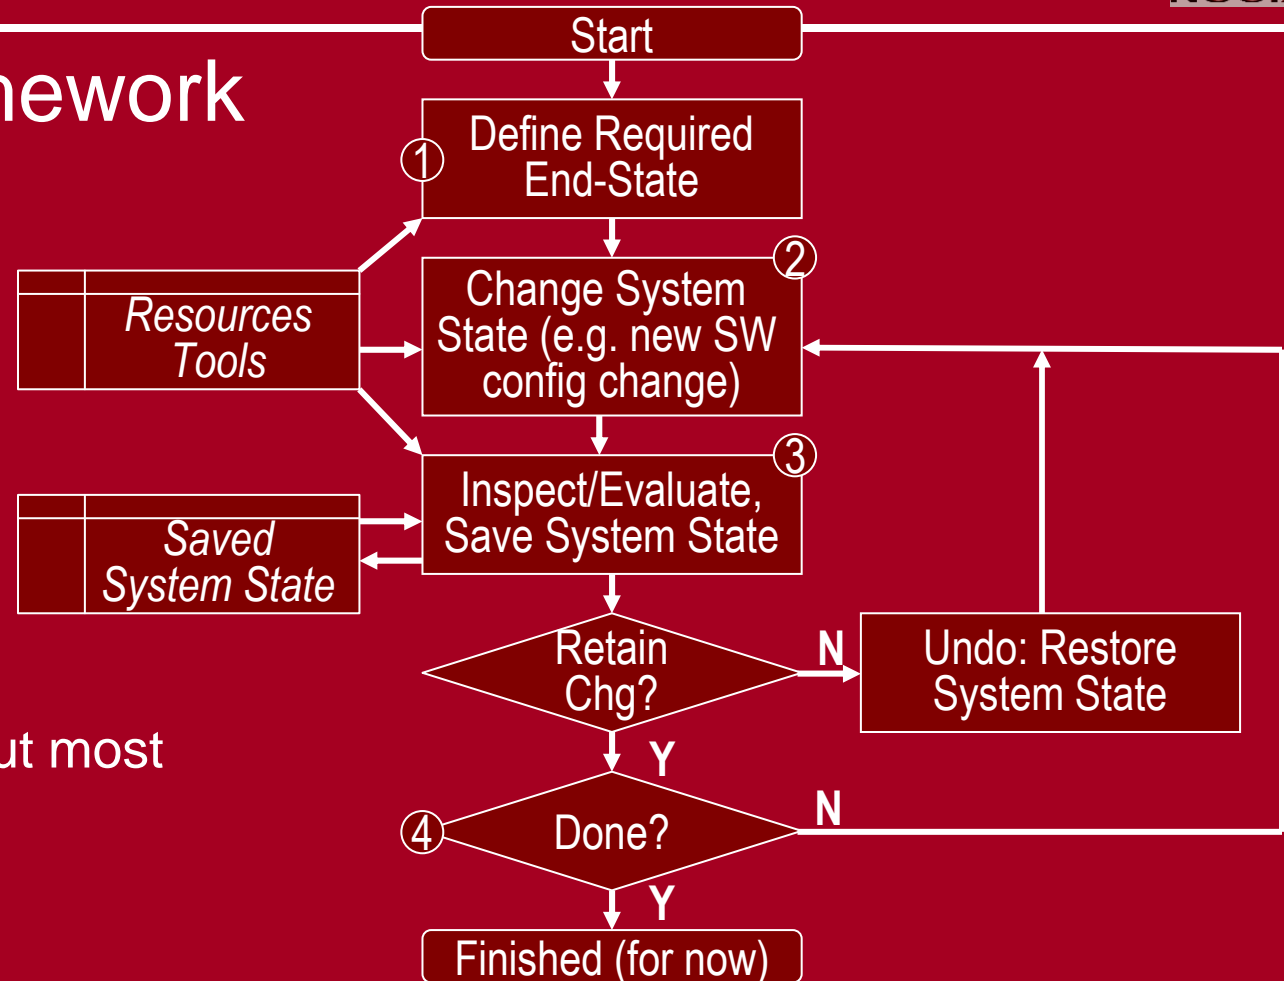 Start
nework
1
Define Required
End-State
2
Change System
State (e.g. new SW
config change)
Resources
Tools
3
Inspect/Evaluate,
Save System State
Saved
System State
Retain
Chg?
N
Undo: Restore
System State
Y
ut most
4
Done?
N
Y
Finished (for now)